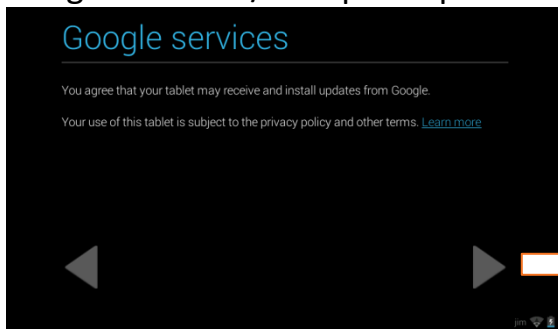 Google services
You agree that your tablet may receive and install updates from Google.
Your use of this tablet is subject to the privacy policy and other terms. Learn more
jim